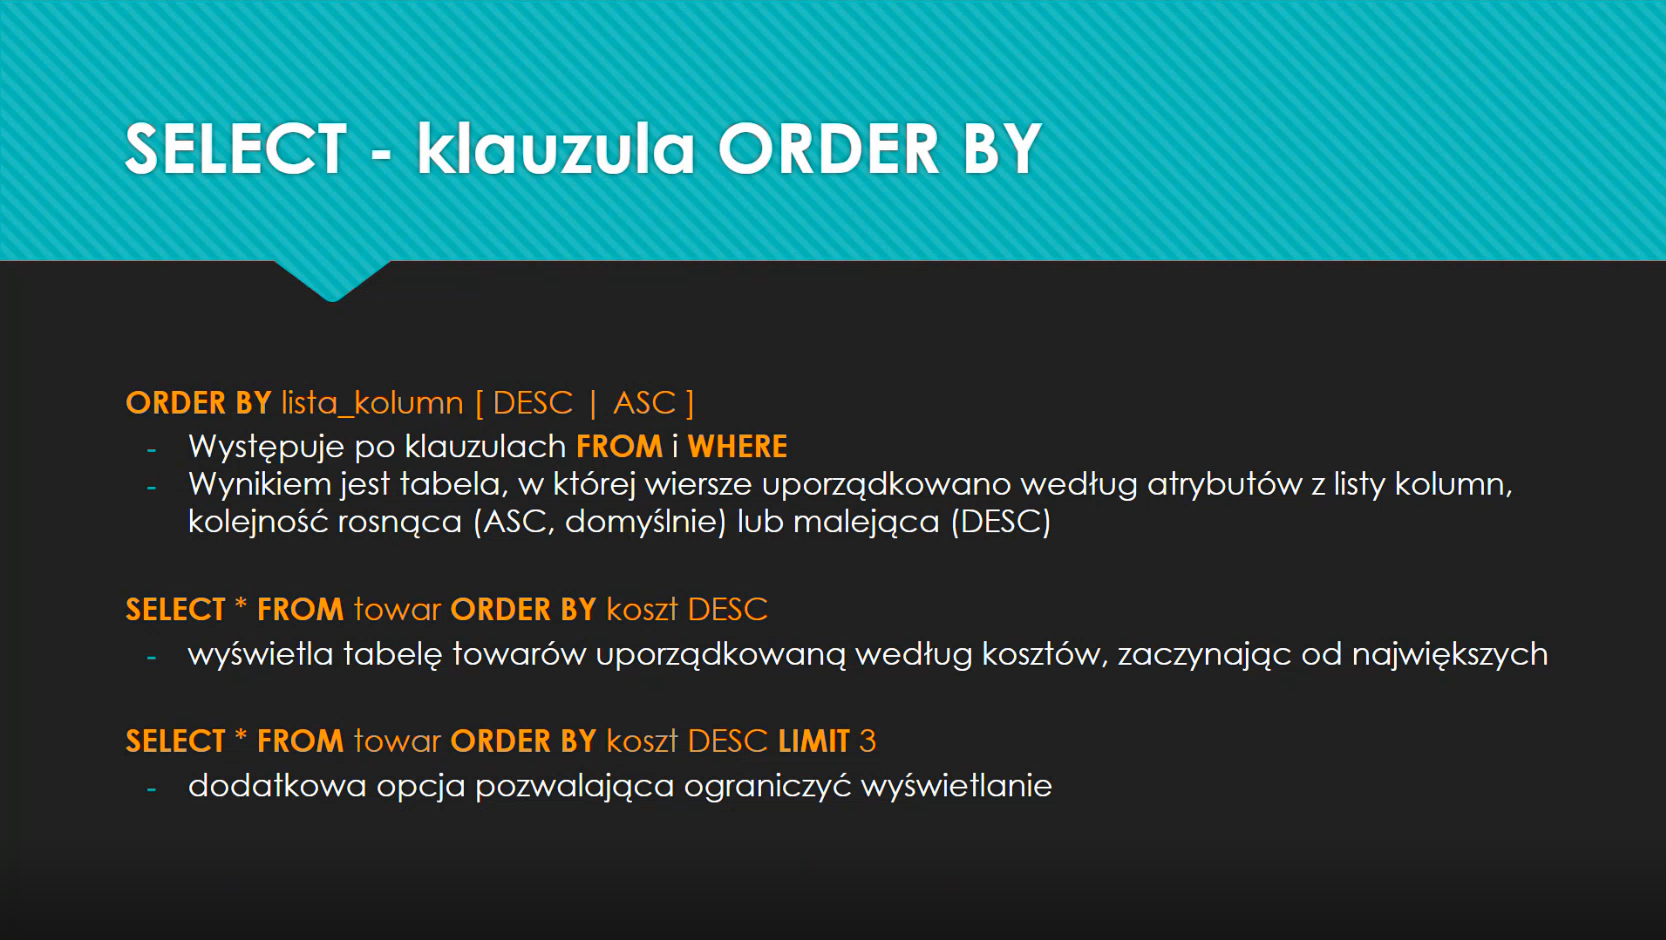 SELECT - klauzula ORDER BY
ORDER BY lista_kolumn [ DESC | ASC ]
- Występuje po klauzulach FROM i WHERE
- Wynikiem jest tabela, w której wiersze uporządkowano według atrybutów z listy kolumn,
kolejność rosnąca (ASC, domyślnie) lub malejąca (DESC)
SELECT * FROM towar ORDER BY koszt DESC
- wyświetla tabelę towarów uporządkowaną według kosztów, zaczynając od największych
SELECT * FROM towar ORDER BY koszt DESC LIMIT 3
- dodatkowa opcja pozwalająca ograniczyć wyświetlanie